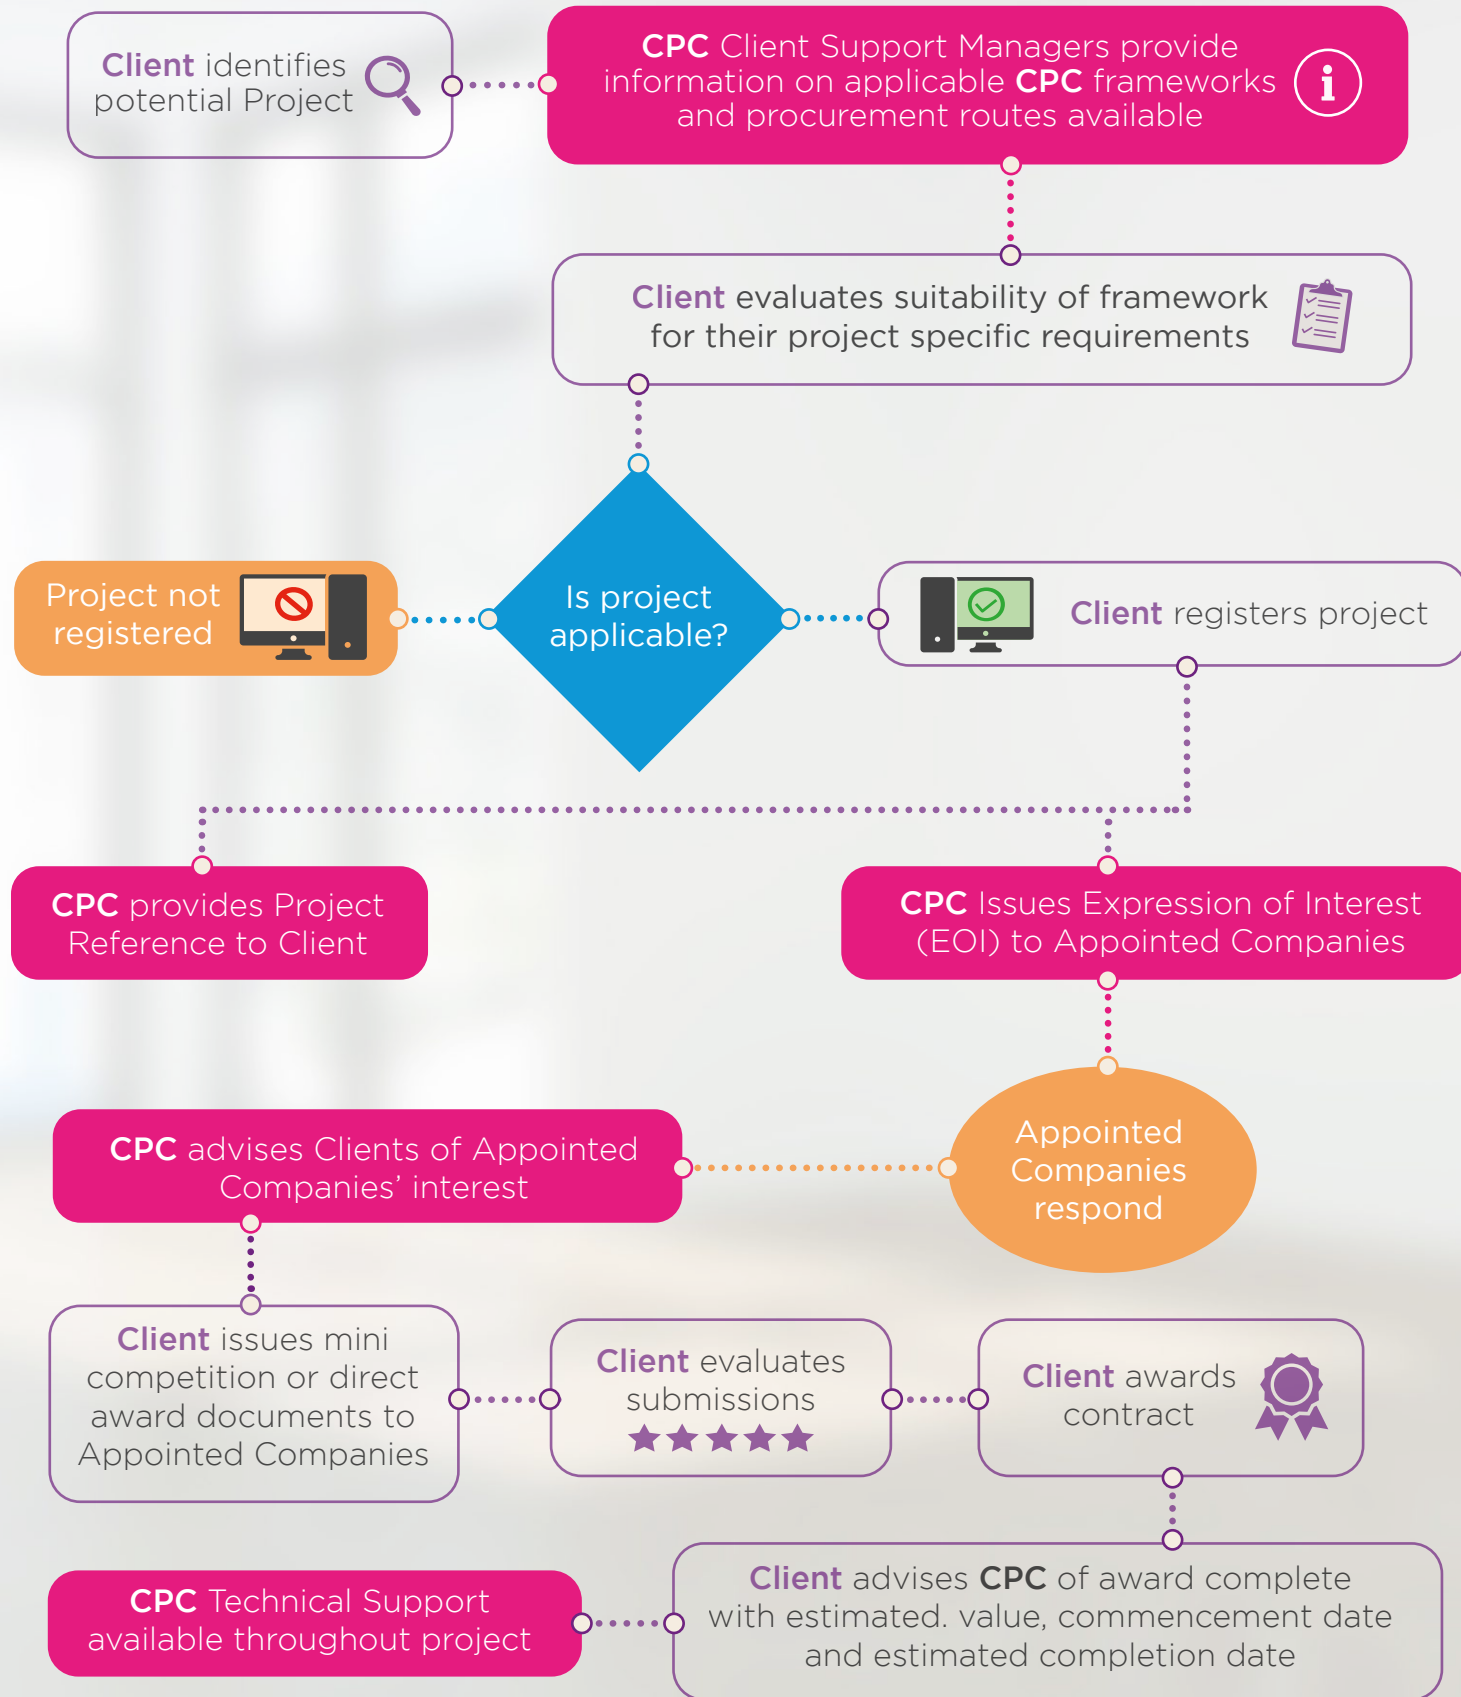 Client identifies
potential Project
CPC Client Support Managers provide
information on applicable CPC frameworks
and procurement routes available
i
Client evaluates suitability of framework
for their project specific requirements
Project not
registered
Is project
applicable?
Client registers project
CPC provides Project
Reference to Client
CPC Issues Expression of Interest
(EOI) to Appointed Companies
CPC advises Clients of Appointed
Companies’ interest
Appointed
Companies
respond
Client issues mini
competition or direct
award documents to
Appointed Companies
Client evaluates
submissions
Client awards
contract
CPC Technical Support
available throughout project
Client advises CPC of award complete
with estimated. value, commencement date
and estimated completion date